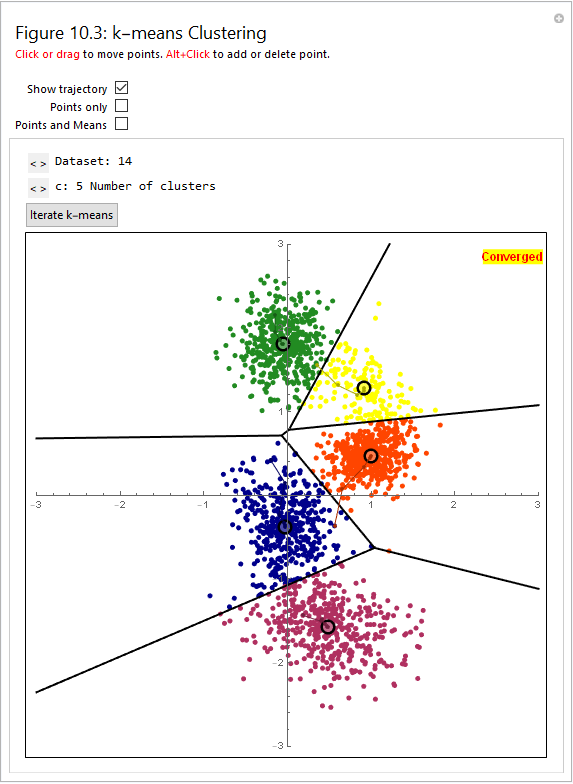 Figure 10.3: k−means Clustering
Click or drag to move points. Alt+Click to add or delete point.
Show trajectory
Points only
Points and Means
< > Dataset: 14
< > c: 5 Number of clusters
Iterate k−means
3
Converged
1
−3 −2 −1 1 2 3
−2
−3